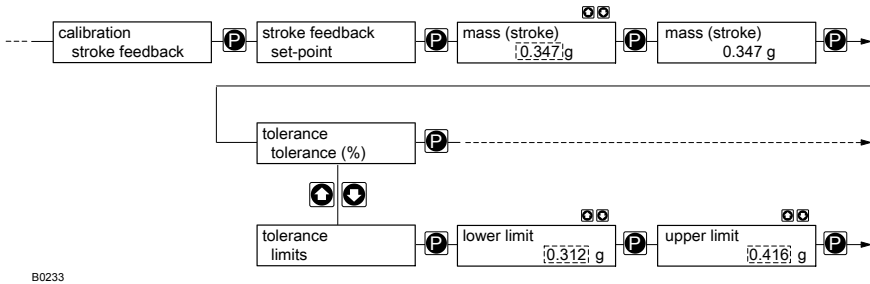 calibration
stroke feedback
P
stroke feedback
set-point
P
mass (stroke)
0.347 g
P
mass (stroke)
0.347 g
P
tolerance
tolerance (%)
P
tolerance
limits
P
lower limit
0.312 g
P
upper limit
0.416 g
P
B0233